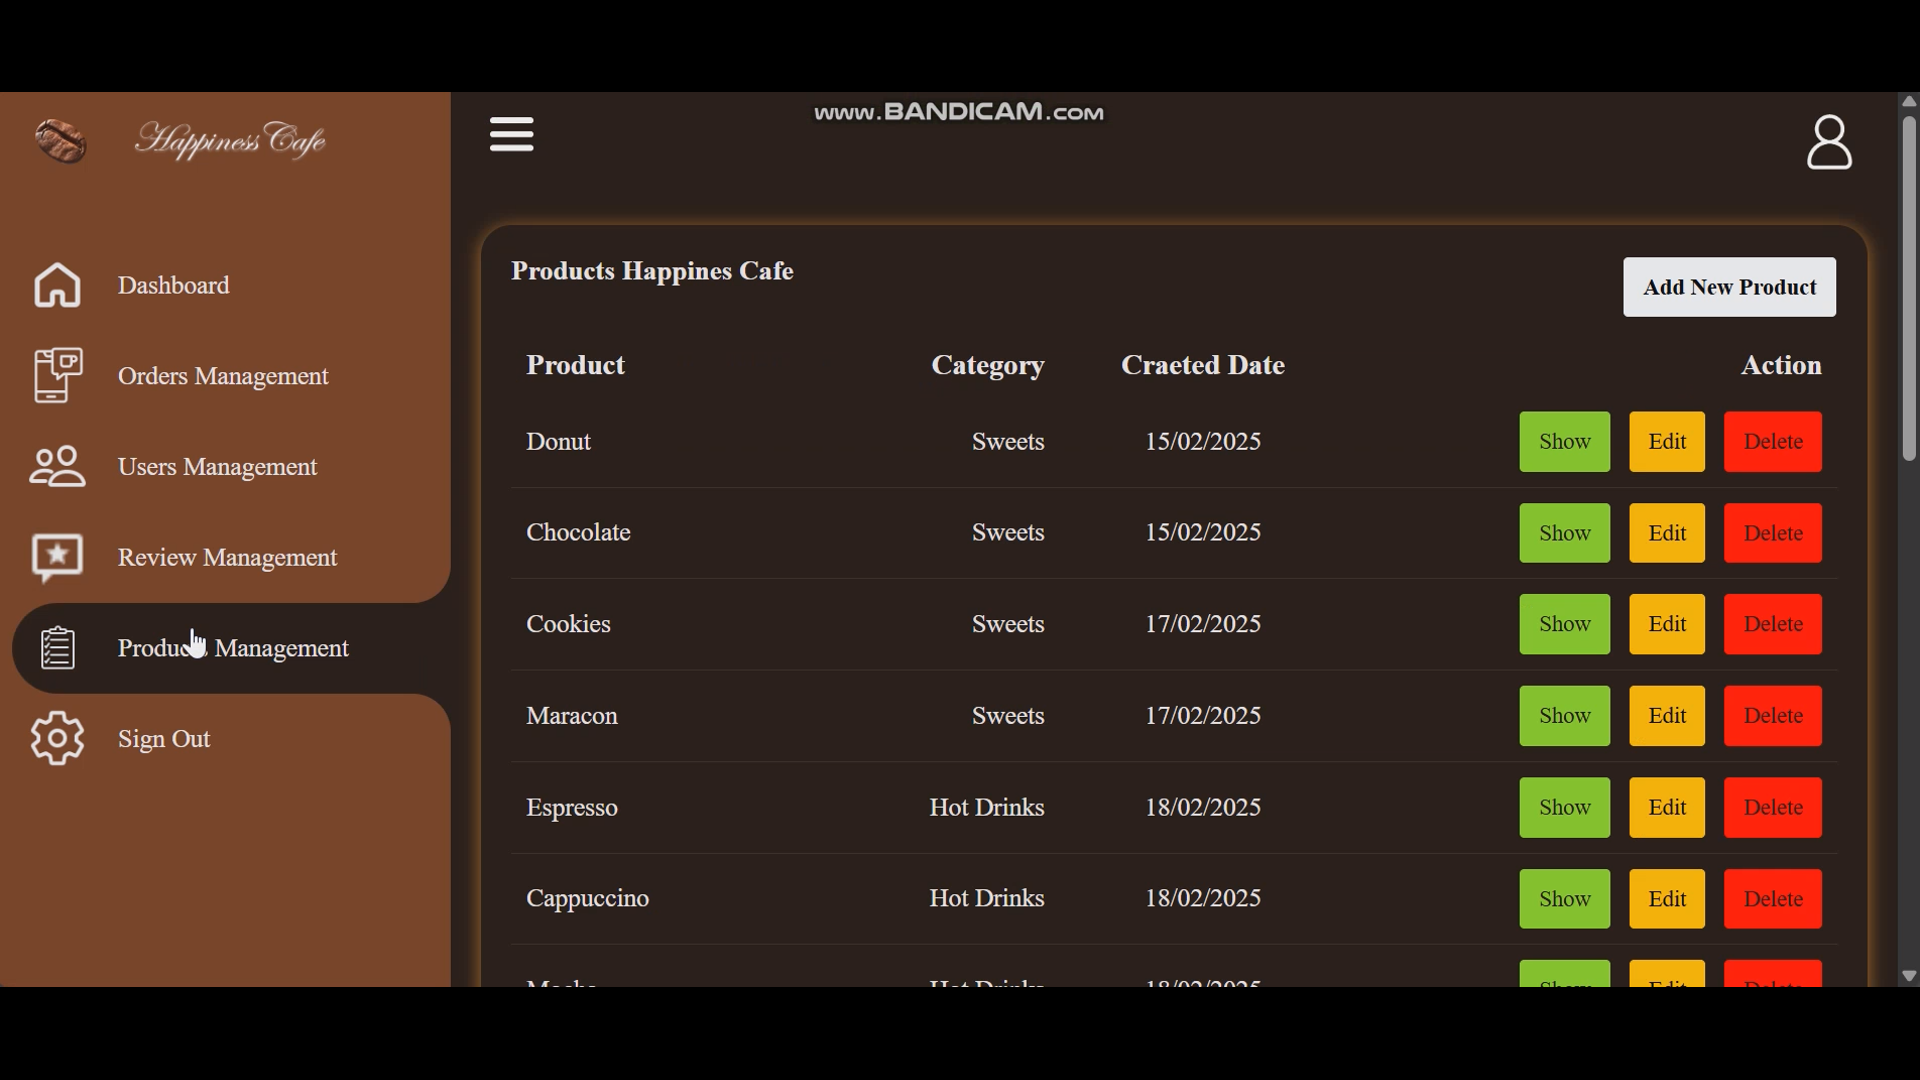 www.BANDICAM.com
Happiness Cafe
Dashboard
Orders Management
Users Management
Review Management
Management
Sign Out
Products Happines Cafe
Add New Product
Product Category Craeted Date Action
Donut Sweets 15/02/2025 Show Edit Delete
Chocolate Sweets 15/02/2025 Show Edit Delete
Cookies Sweets 17/02/2025 Show Edit Delete
Maracon Sweets 17/02/2025 Show Edit Delete
Espresso Hot Drinks 18/02/2025 Show Edit Delete
Cappuccino Hot Drinks 18/02/2025 Show Edit Delete